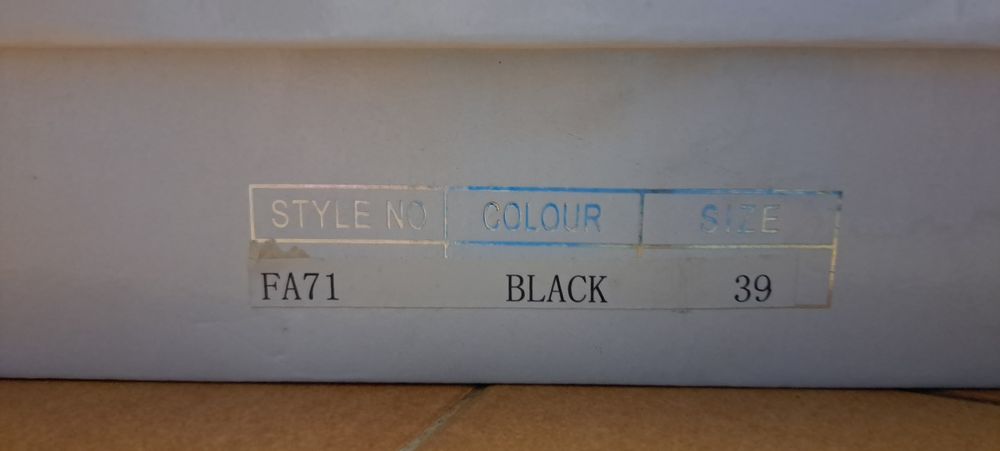 STYLE NO COLOUR SIZE
FA71 BLACK 39